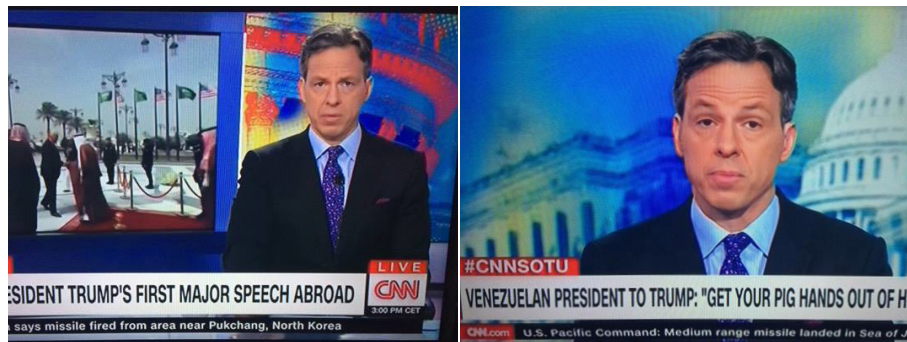 ESIDENT TRUMP'S FIRST MAJOR SPEECH ABROAD
LIVE
CNN
3:00 PM CET
a says missile fired from area near Pukchang, North Korea
#CNNSOTU
VENEZUELAN PRESIDENT TO TRUMP: "GET YOUR PIG HANDS OUT OF H
CNN.com U.S. Pacific Command: Medium range missile landed in Sea of J